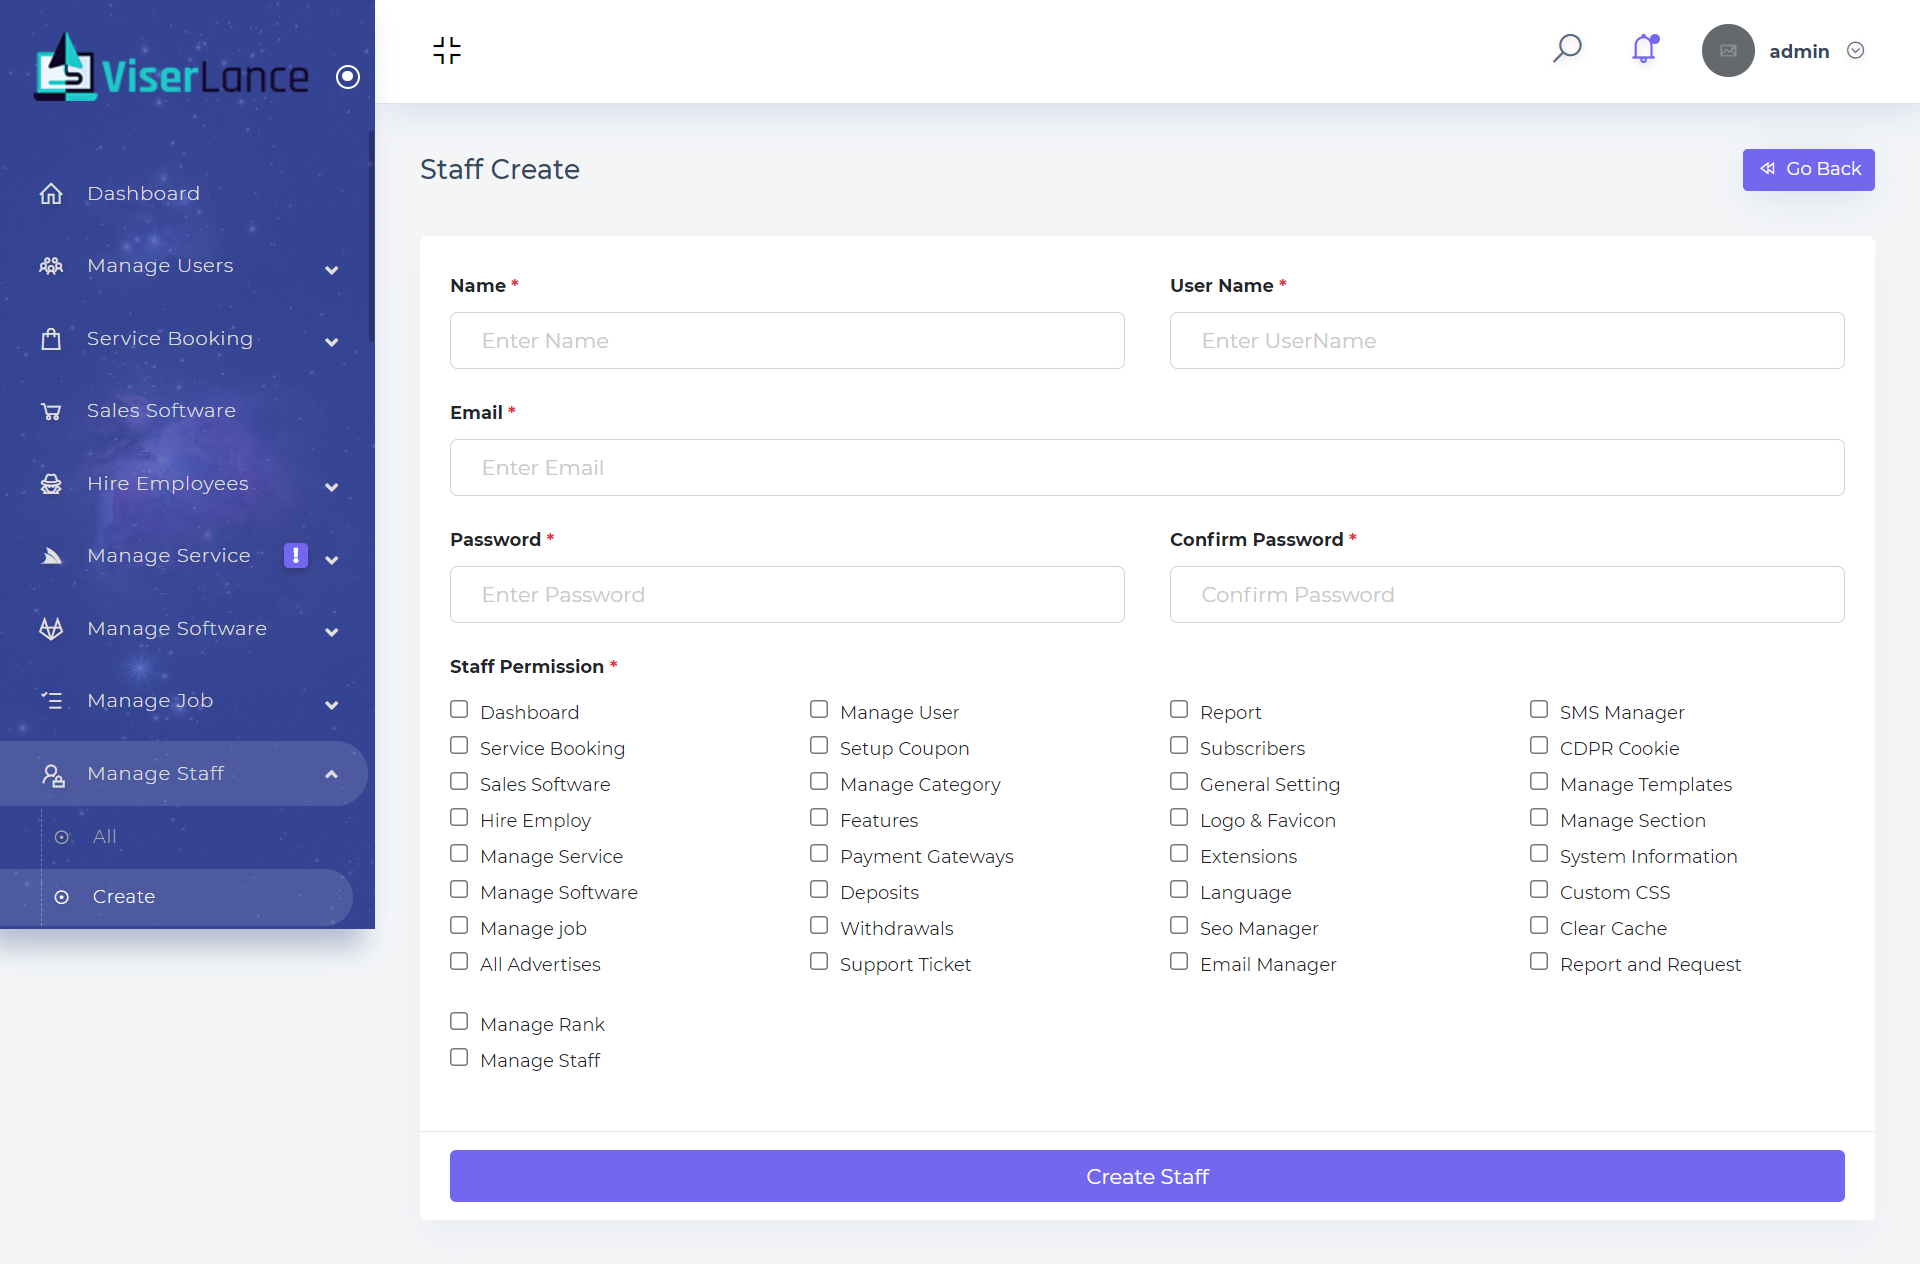 ViserLance
admin
Dashboard
Manage Users
Service Booking
Sales Software
Hire Employees
Manage Service !
Manage Software
Manage Job
Manage Staff
All
Create
Staff Create
Go Back
Name * User Name *
Enter Name Enter UserName
Email *
Enter Email
Password * Confirm Password *
Enter Password Confirm Password
Staff Permission *
Dashboard Manage User Report SMS Manager
Service Booking Setup Coupon Subscribers CDPR Cookie
Sales Software Manage Category General Setting Manage Templates
Hire Employ Features Logo & Favicon Manage Section
Manage Service Payment Gateways Extensions System Information
Manage Software Deposits Language Custom CSS
Manage job Withdrawals Seo Manager Clear Cache
All Advertises Support Ticket Email Manager Report and Request
Manage Rank
Manage Staff
Create Staff